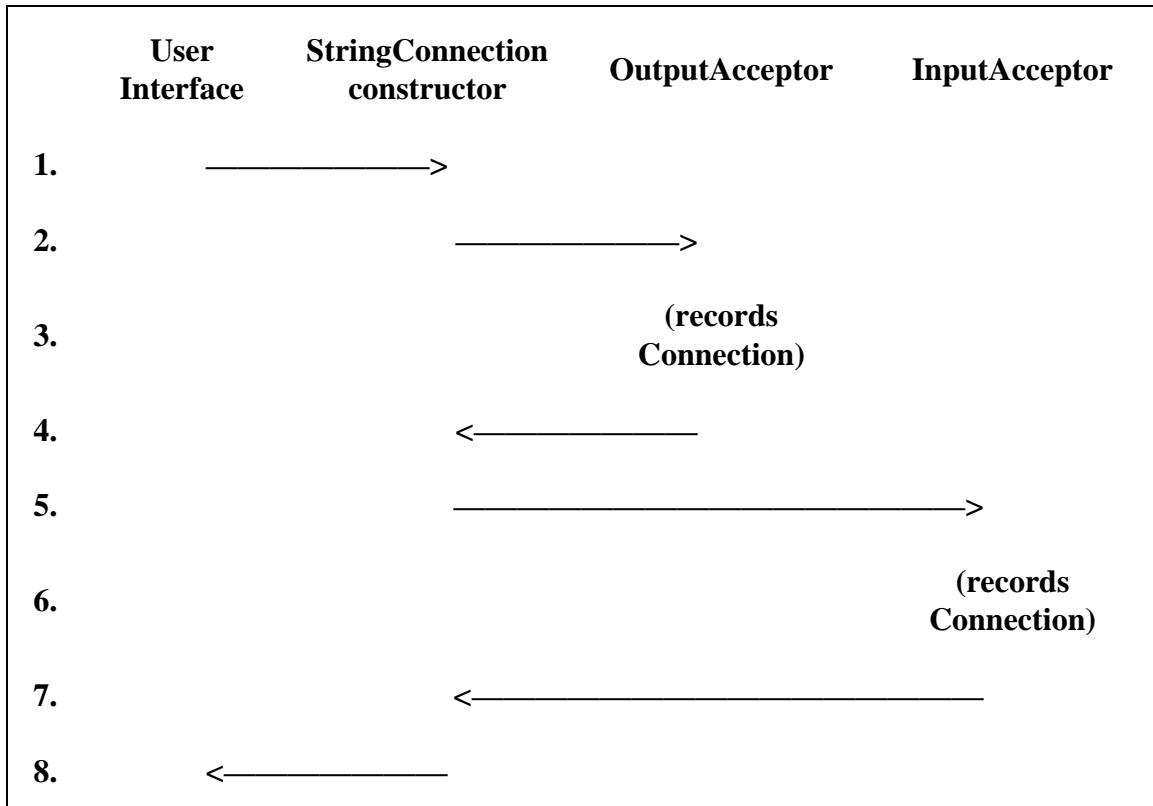 User
Interface
StringConnection
constructor
OutputAcceptor
InputAcceptor
1.
2.
3.
(records
Connection)
4.
5.
6.
(records
Connection)
7.
8.